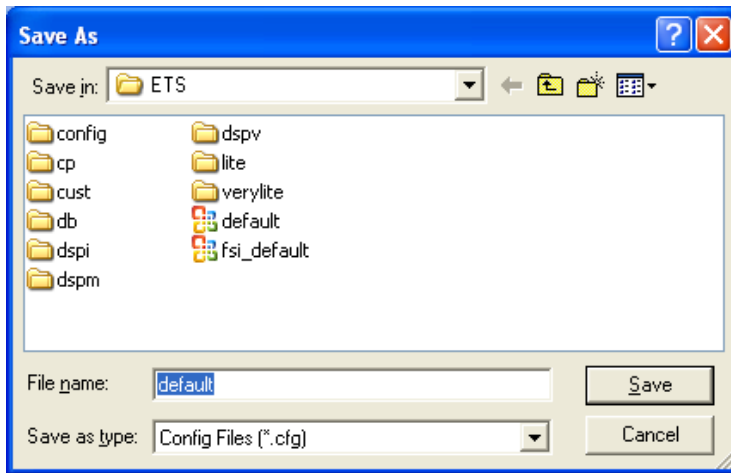 Save As
Save in: ETS
config
cp
cust
db
dspi
dspm
dspv
lite
verylite
default
fsi_default
File name: default
Save
Save as type: Config Files (*.cfg)
Cancel